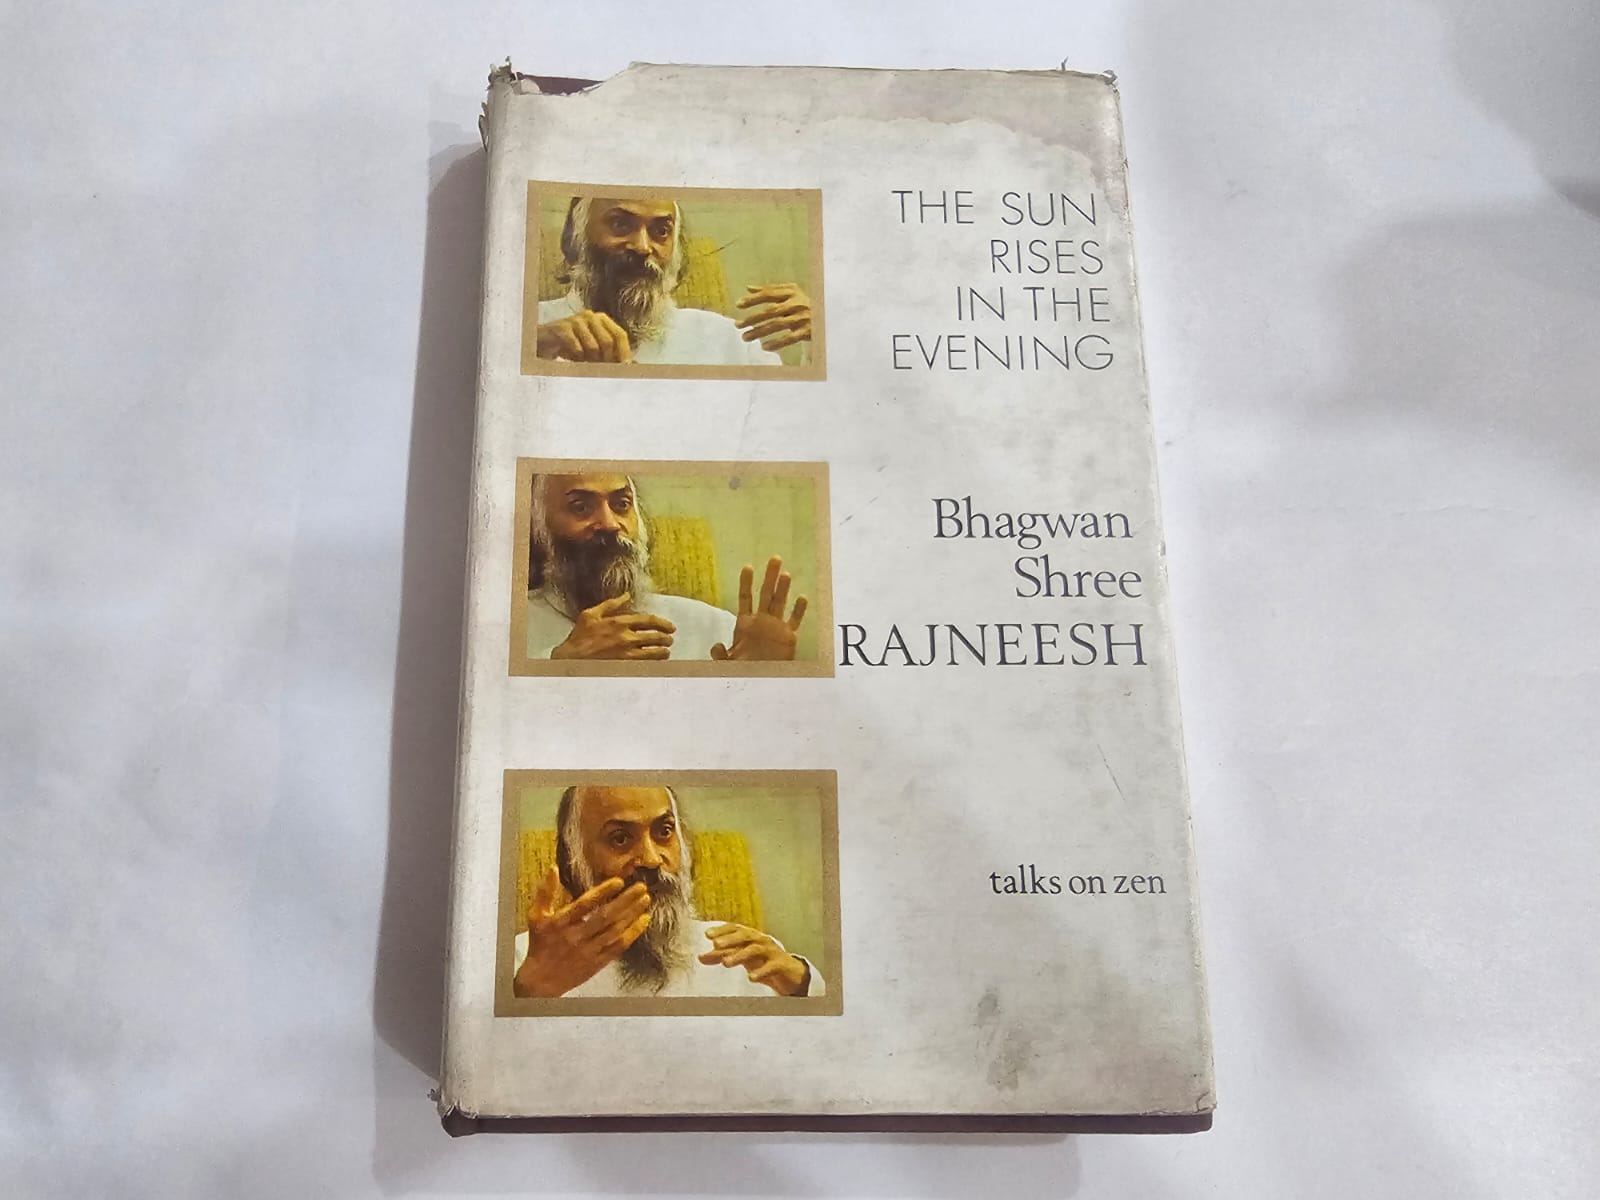 THE SUN
RISES
IN THE
EVENING
Bhagwan
Shree
RAJNEESH
talks on zen